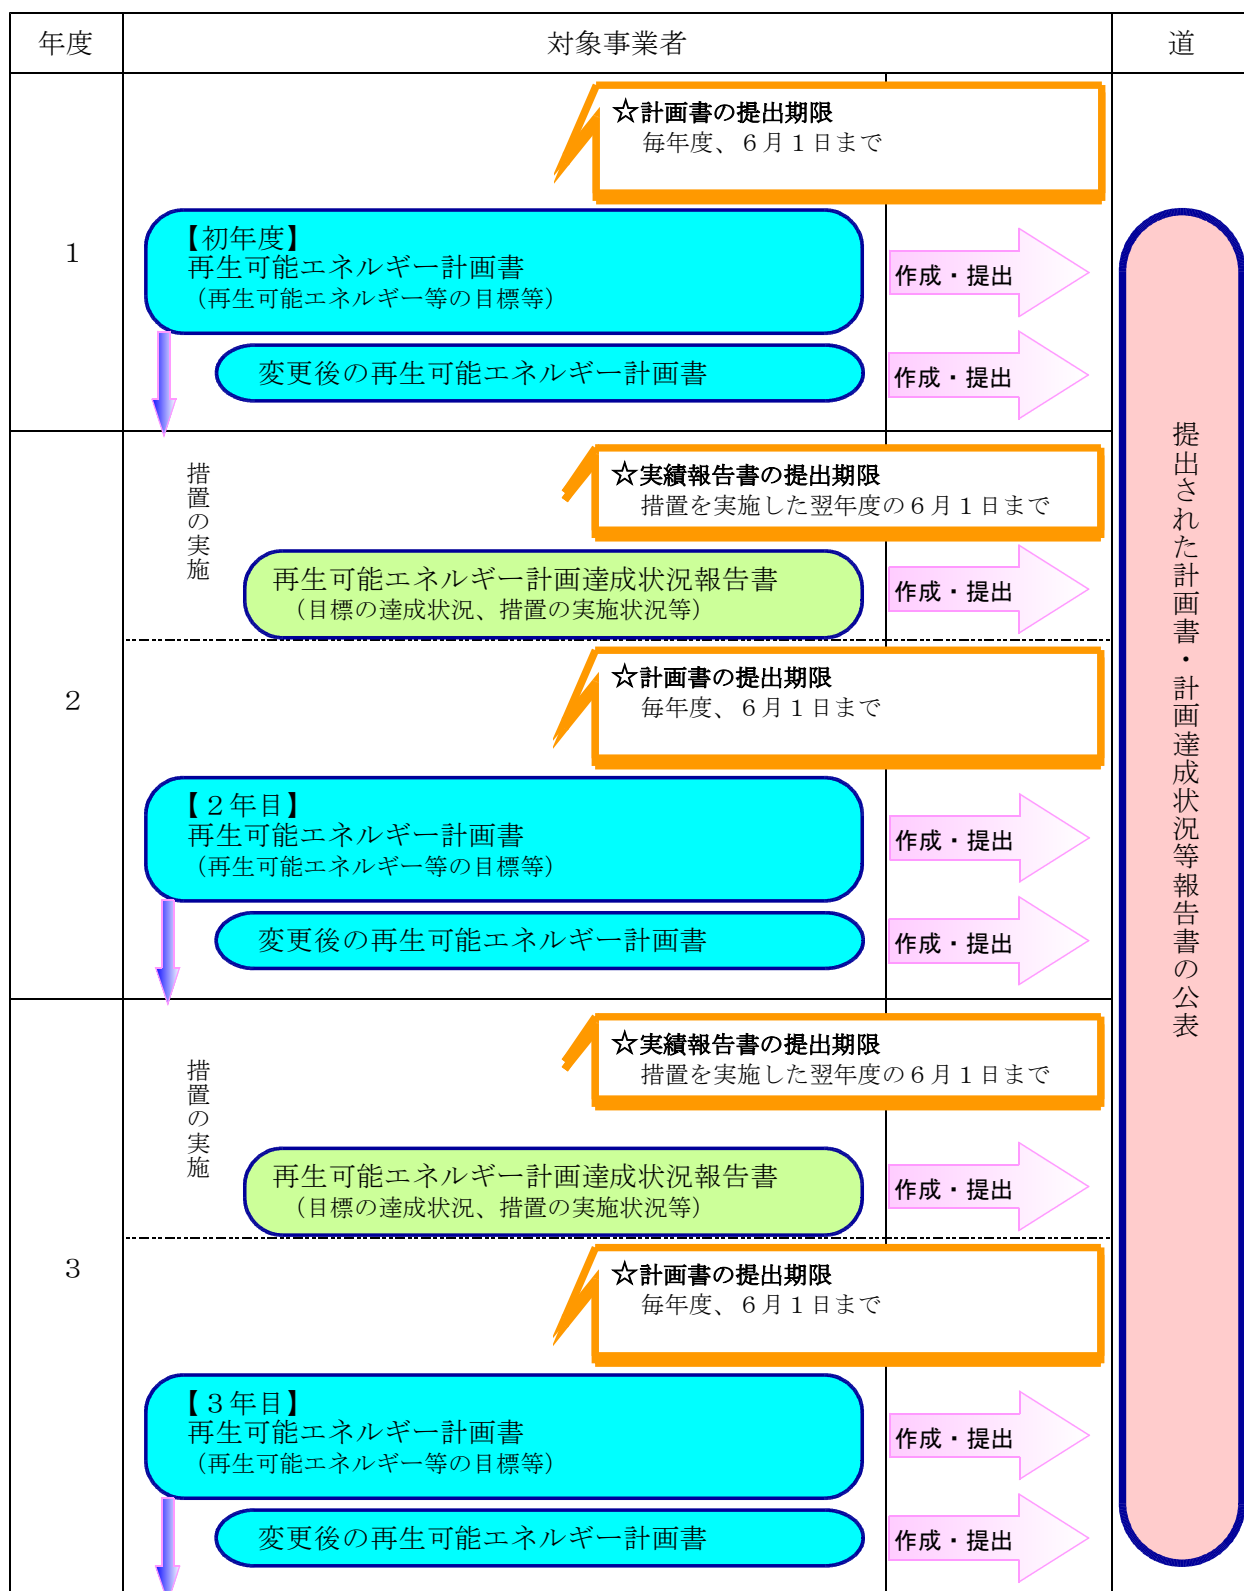 年度
対象事業者
道
1
☆計画書の提出期限
毎年度、６月１日まで
【初年度】
再生可能エネルギー計画書
（再生可能エネルギー等の目標等）
作成・提出
変更後の再生可能エネルギー計画書
作成・提出
2
措置の実施
☆実績報告書の提出期限
措置を実施した翌年度の６月１日まで
再生可能エネルギー計画達成状況報告書
（目標の達成状況、措置の実施状況等）
作成・提出
☆計画書の提出期限
毎年度、６月１日まで
【２年目】
再生可能エネルギー計画書
（再生可能エネルギー等の目標等）
作成・提出
変更後の再生可能エネルギー計画書
作成・提出
3
措置の実施
☆実績報告書の提出期限
措置を実施した翌年度の６月１日まで
再生可能エネルギー計画達成状況報告書
（目標の達成状況、措置の実施状況等）
作成・提出
☆計画書の提出期限
毎年度、６月１日まで
【３年目】
再生可能エネルギー計画書
（再生可能エネルギー等の目標等）
作成・提出
変更後の再生可能エネルギー計画書
作成・提出
提出された計画書・計画達成状況等報告書の公表